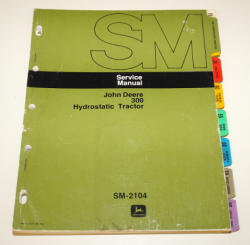 SM
Service
Manual
John Deere
300
Hydrostatic Tractor
SM-2104